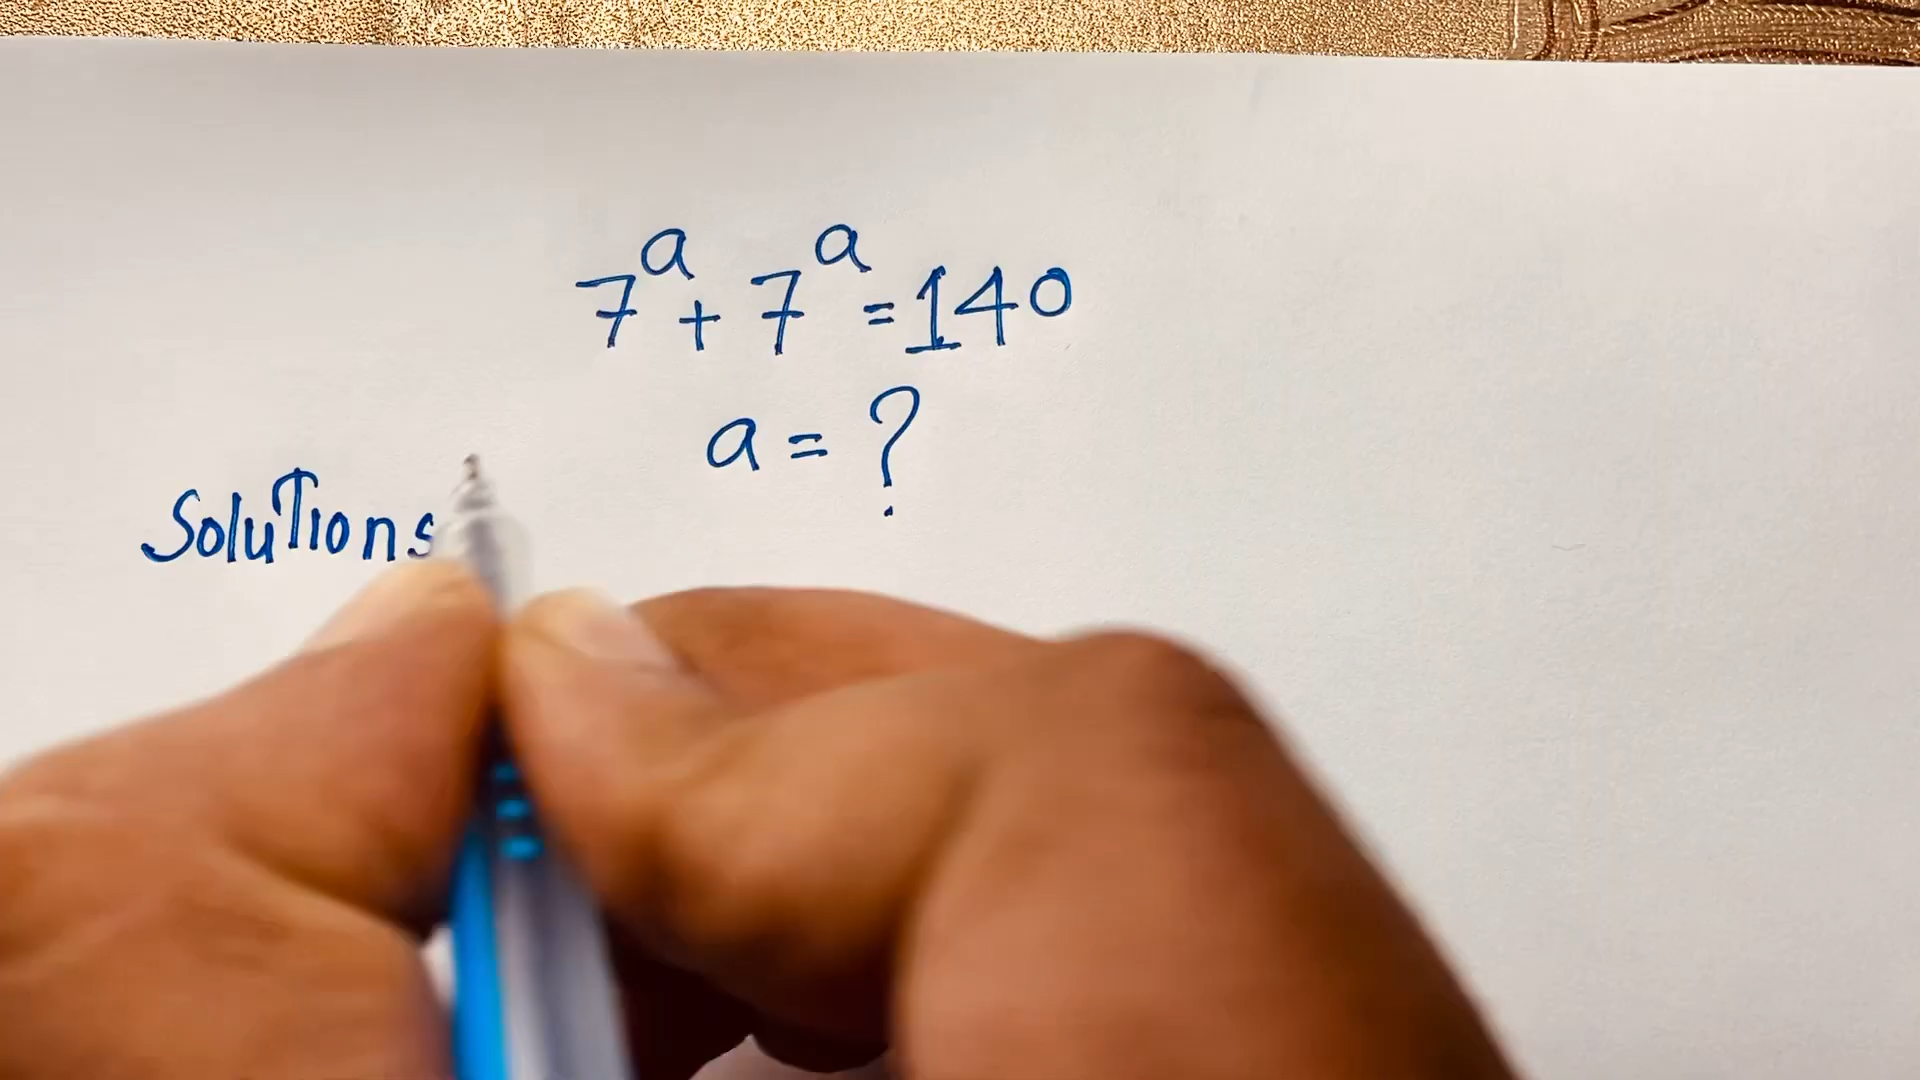 7^a + 7^a = 140
a = ?
Solutions